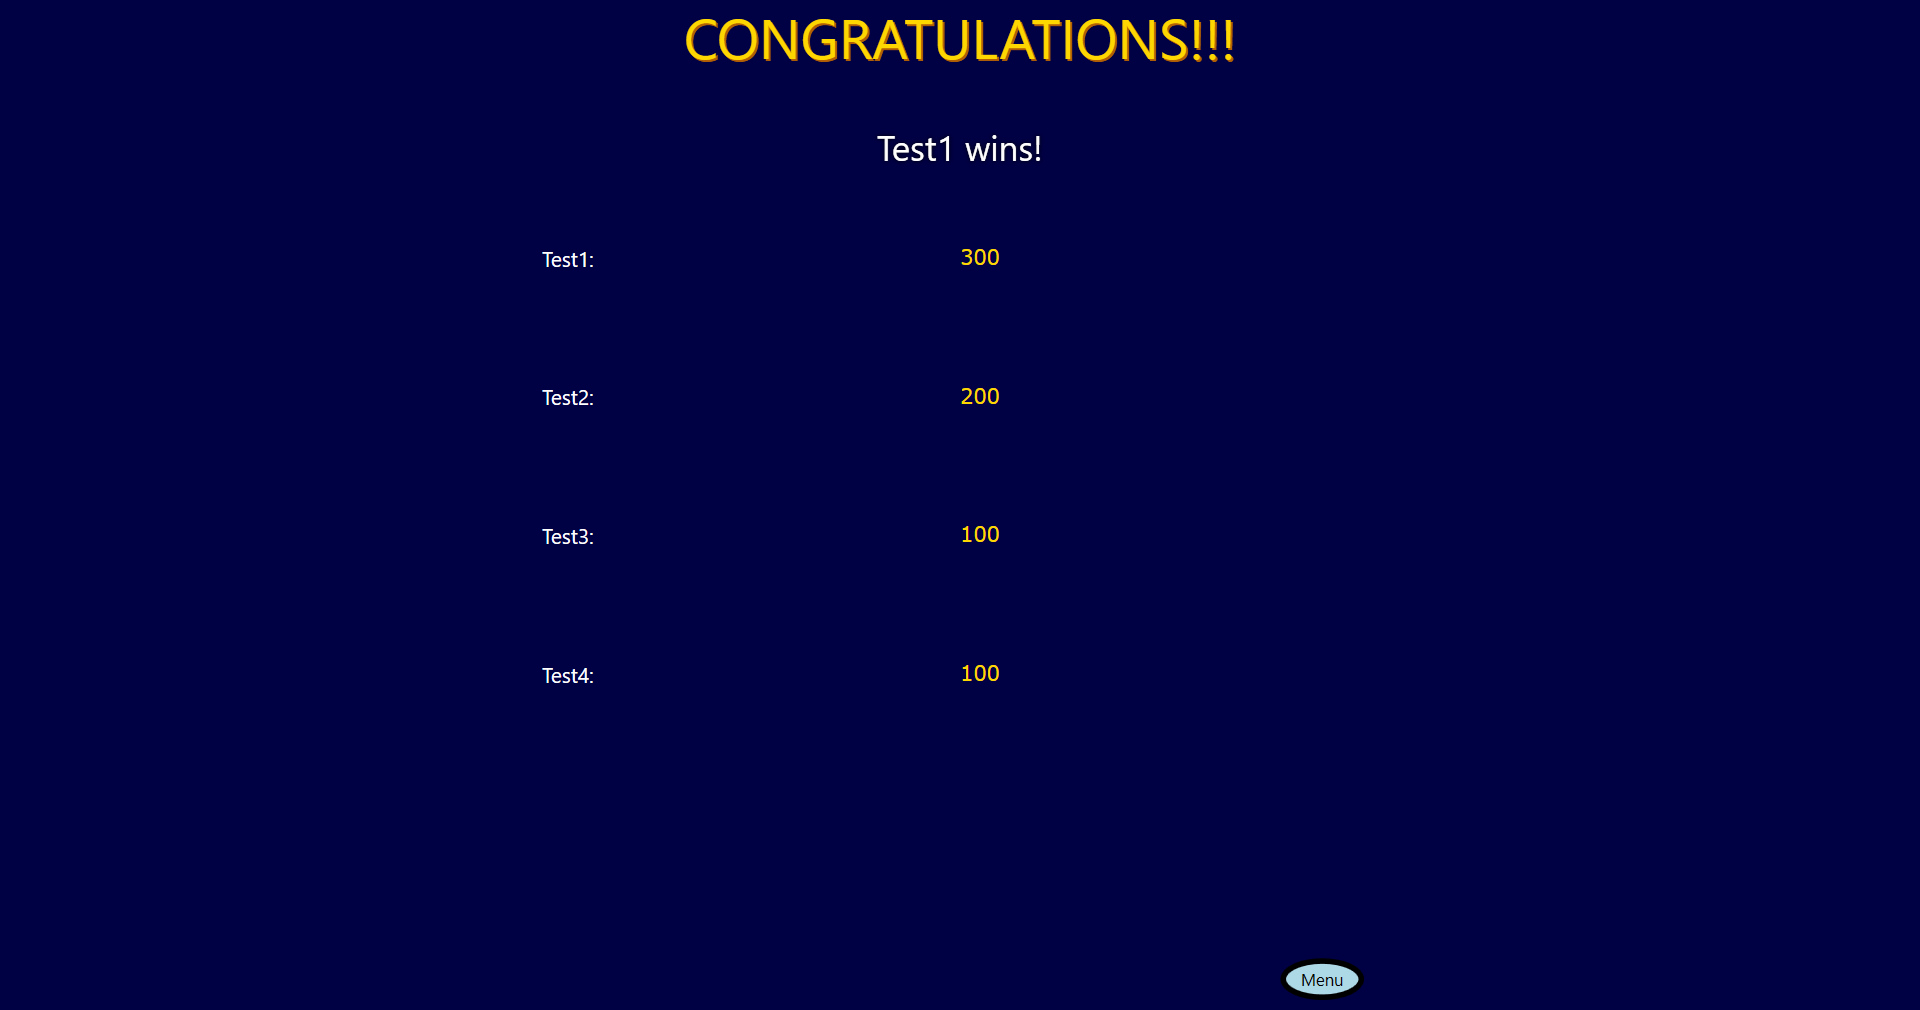 CONGRATULATIONS!!!
Test1 wins!
Test1: 300
Test2: 200
Test3: 100
Test4: 100
Menu